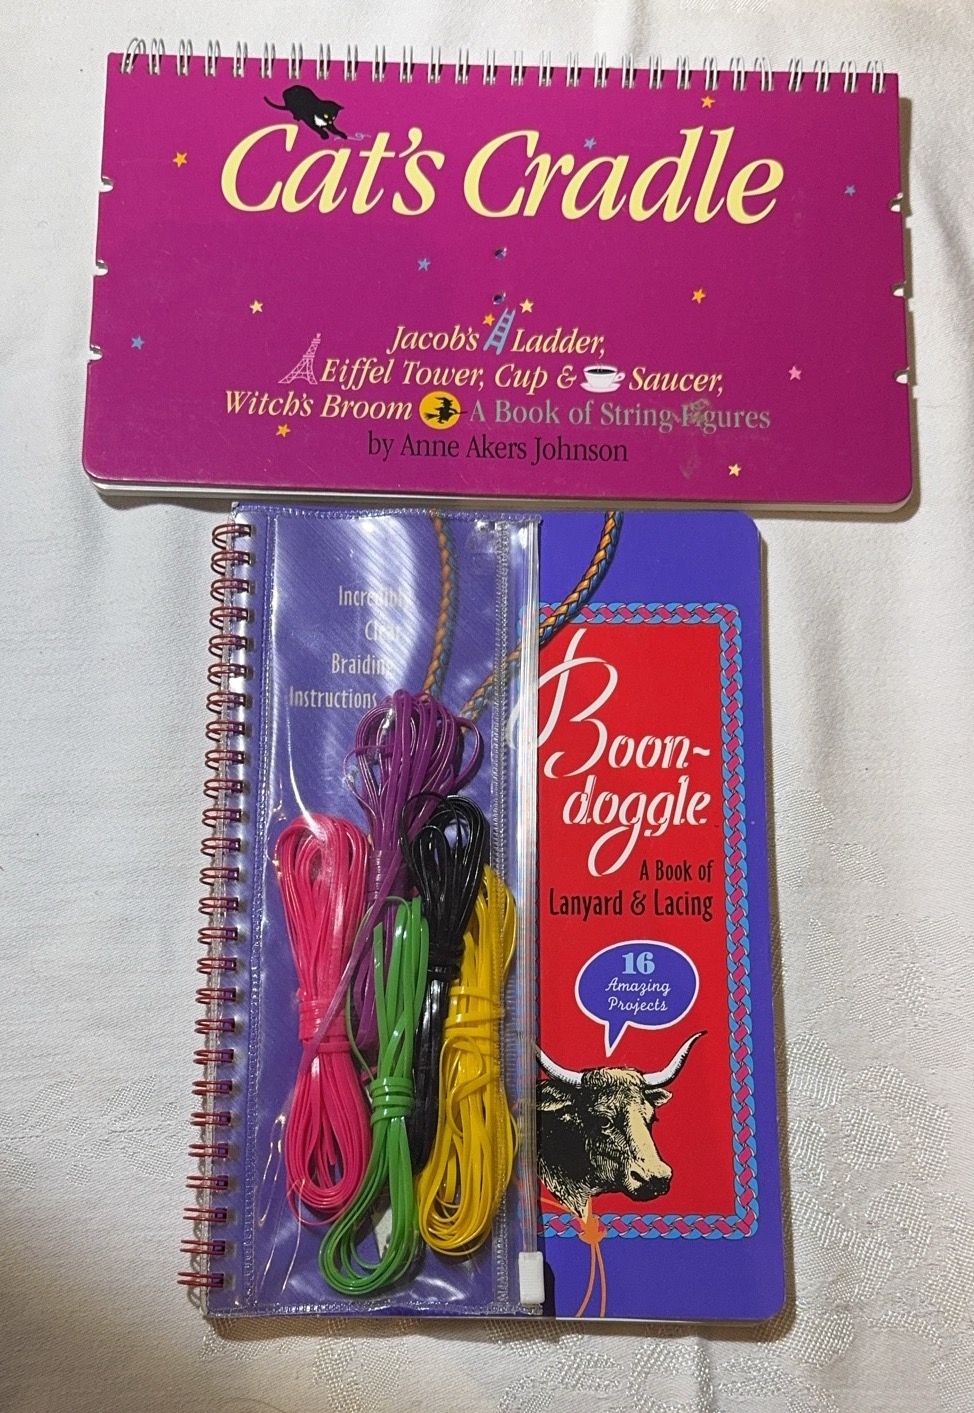 Cat's Cradle
Jacob's Ladder,
Eiffel Tower, Cup & Saucer,
Witch's Broom A Book of String Figures
by Anne Akers Johnson
Incredibly
Clear
Braiding
Instructions
Boon-
doggle
A Book of
Lanyard & Lacing
16
Amazing
Projects